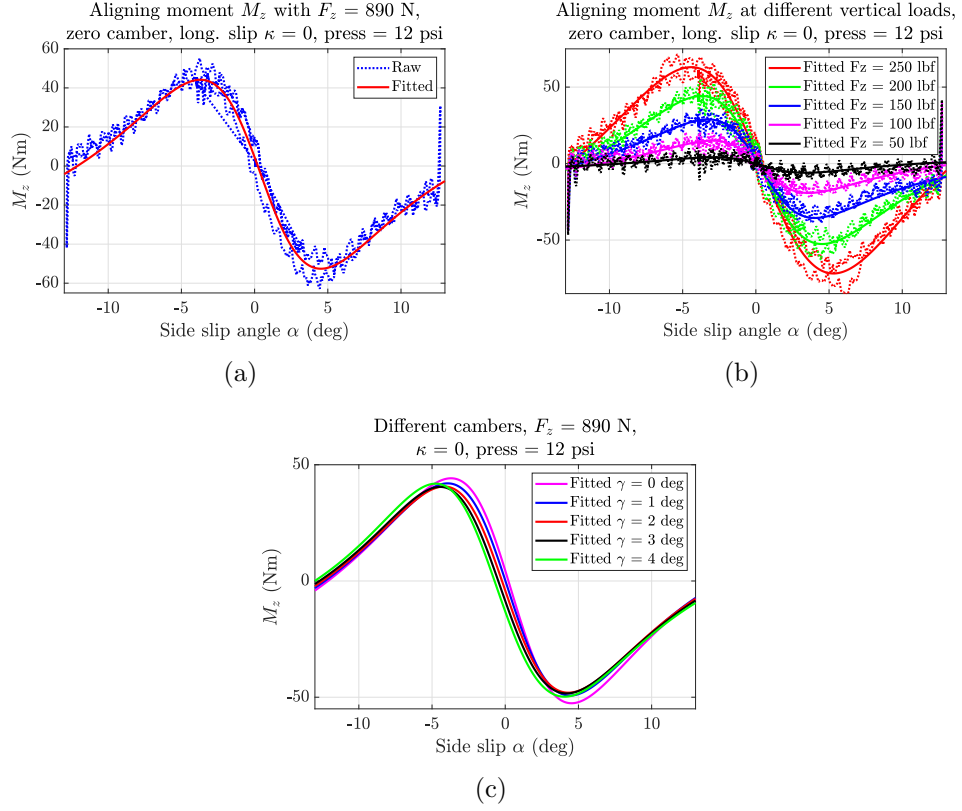 Aligning moment M_z with F_z = 890 N,
zero camber, long. slip κ = 0, press = 12 psi
60
40
20
0
-20
-40
-60
M_z (Nm)
Raw
Fitted
-10
-5
0
5
10
Side slip angle α (deg)
(a)
Aligning moment M_z at different vertical loads,
zero camber, long. slip κ = 0, press = 12 psi
50
0
-50
M_z (Nm)
Fitted Fz = 250 lbf
Fitted Fz = 200 lbf
Fitted Fz = 150 lbf
Fitted Fz = 100 lbf
Fitted Fz = 50 lbf
-10
-5
0
5
10
Side slip angle α (deg)
(b)
Different cambers, F_z = 890 N,
κ = 0, press = 12 psi
50
0
-50
M_z (Nm)
Fitted γ = 0 deg
Fitted γ = 1 deg
Fitted γ = 2 deg
Fitted γ = 3 deg
Fitted γ = 4 deg
-10
-5
0
5
10
Side slip α (deg)
(c)